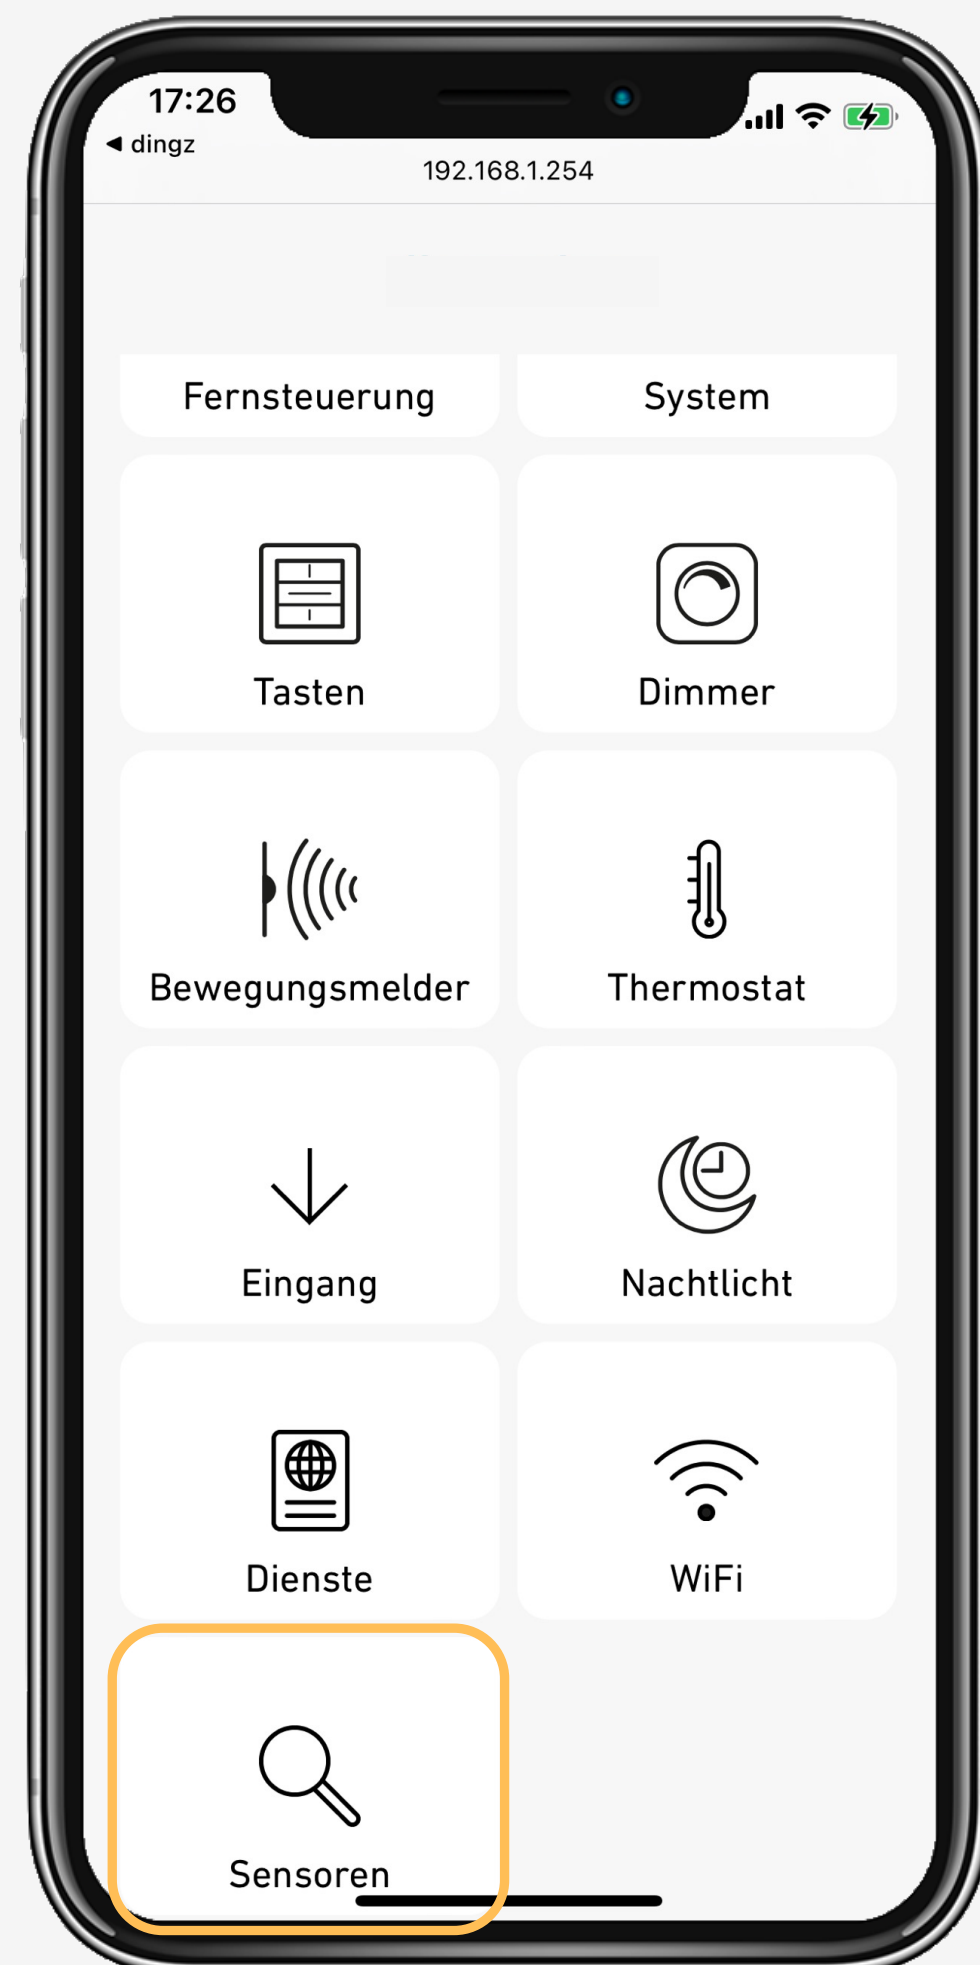 17:26
◀ dingz
192.168.1.254
Fernsteuerung
System
Tasten
Dimmer
Bewegungsmelder
Thermostat
Eingang
Nachtlicht
Dienste
WiFi
Sensoren